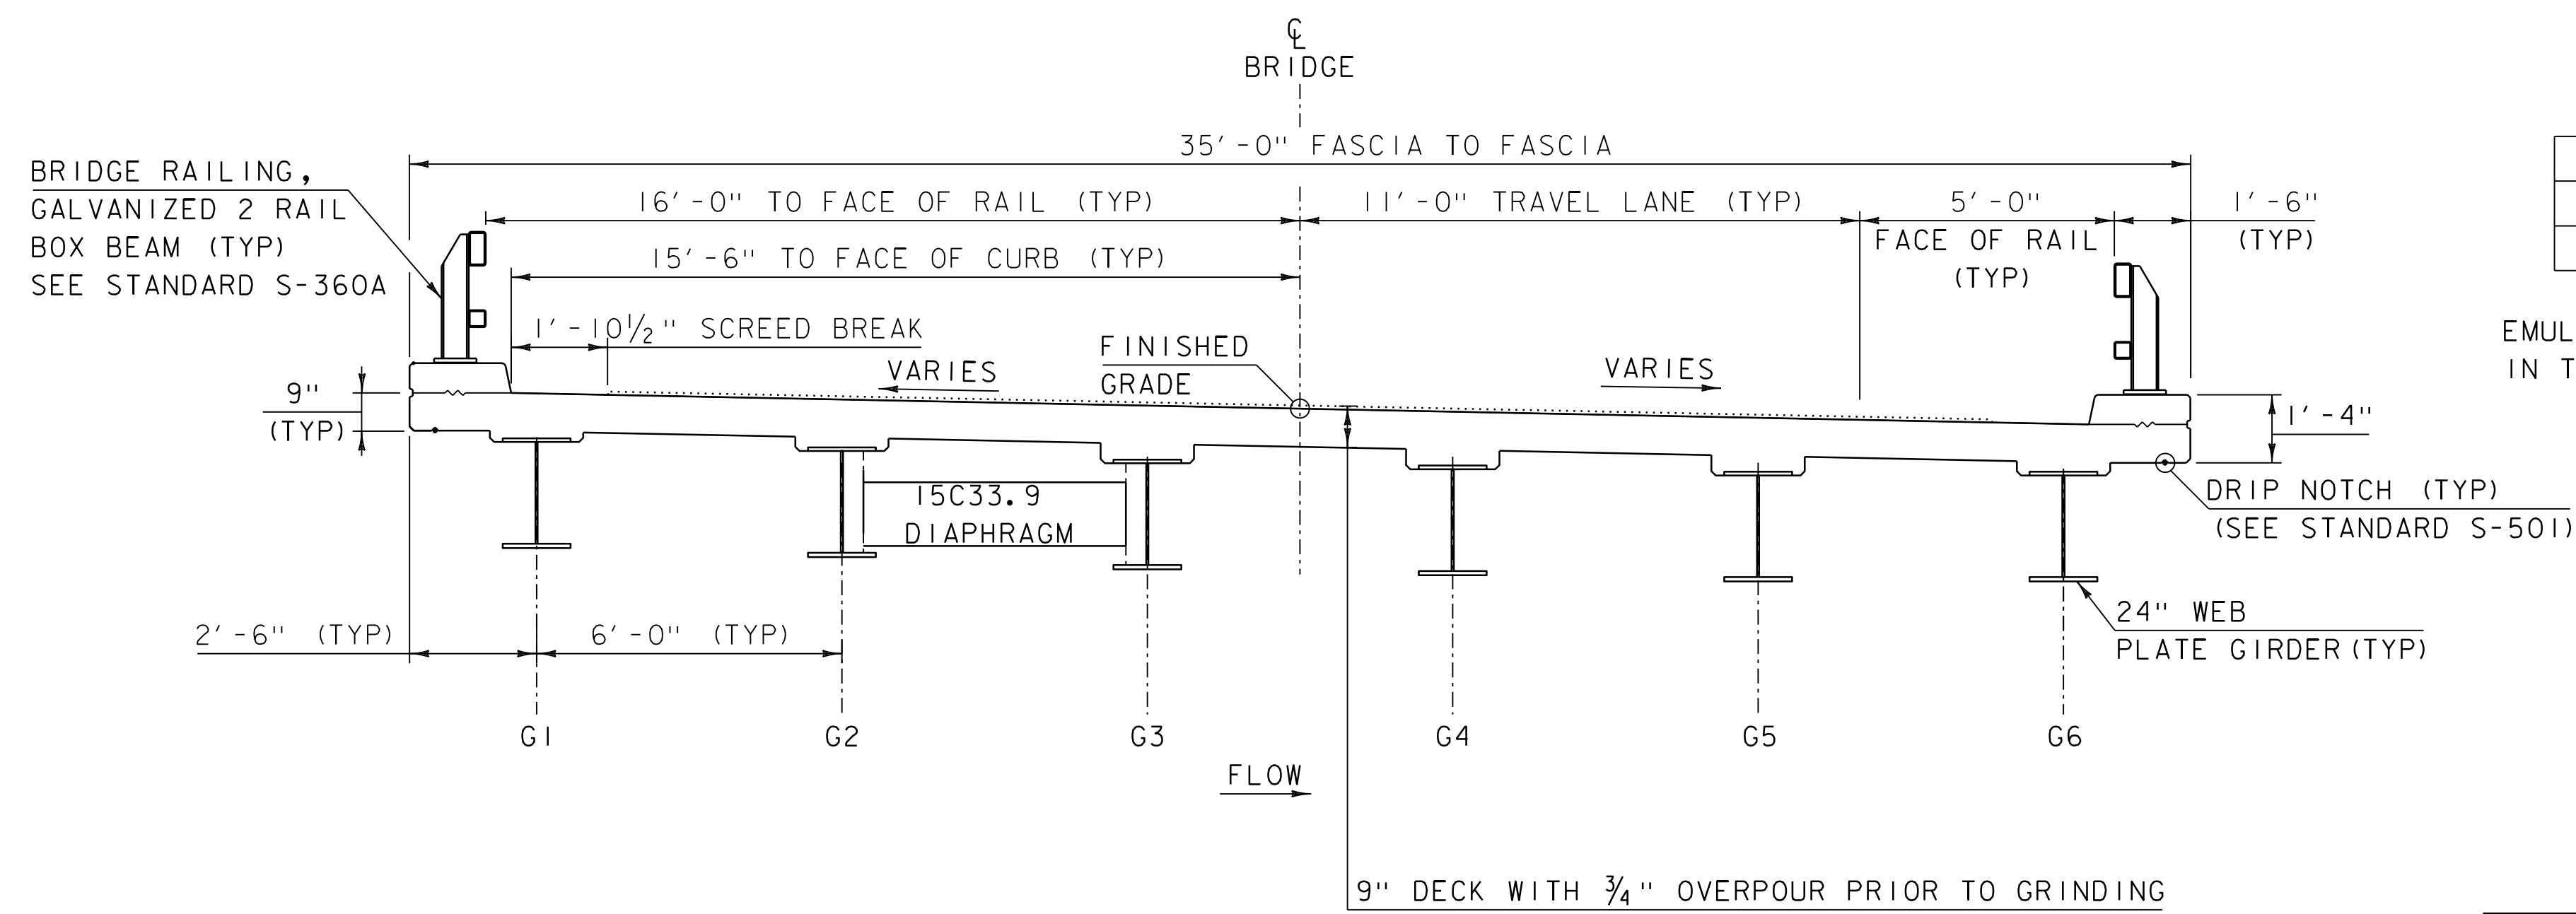 ℄
BRIDGE
35'-0" FASCIA TO FASCIA
BRIDGE RAILING,
GALVANIZED 2 RAIL
BOX BEAM (TYP)
SEE STANDARD S-360A
16'-0" TO FACE OF RAIL (TYP)
11'-0" TRAVEL LANE (TYP)
5'-0"
FACE OF RAIL
(TYP)
1'-6"
(TYP)
15'-6" TO FACE OF CURB (TYP)
1'-10½" SCREED BREAK
FINISHED
GRADE
VARIES
VARIES
EMUL
IN T
9"
(TYP)
1'-4"
15C33.9
DIAPHRAGM
DRIP NOTCH (TYP)
(SEE STANDARD S-501)
24" WEB
PLATE GIRDER (TYP)
2'-6" (TYP)
6'-0" (TYP)
G1
G2
G3
G4
G5
G6
FLOW
9" DECK WITH ¾" OVERPOUR PRIOR TO GRINDING